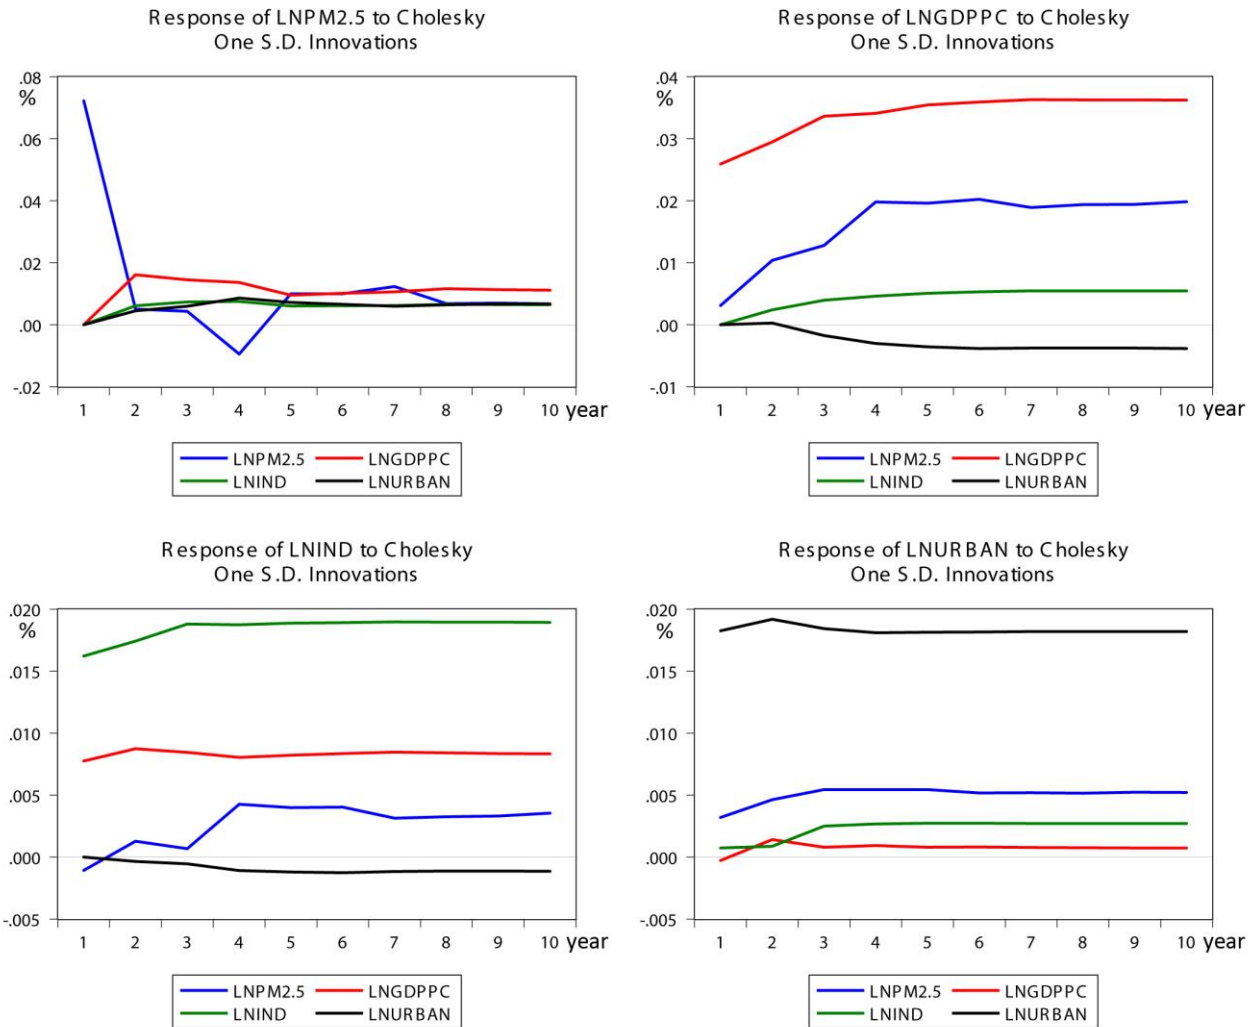 Response of LNPM2.5 to Cholesky
One S.D. Innovations
.08
%
.06
.04
.02
.00
-.02
1 2 3 4 5 6 7 8 9 10 year
LNPM2.5 LNGDPPC
LNIND LNURBAN
Response of LNGDPPC to Cholesky
One S.D. Innovations
.04
%
.03
.02
.01
.00
-.01
1 2 3 4 5 6 7 8 9 10 year
LNPM2.5 LNGDPPC
LNIND LNURBAN
Response of LNIND to Cholesky
One S.D. Innovations
.020
%
.015
.010
.005
.000
-.005
1 2 3 4 5 6 7 8 9 10 year
LNPM2.5 LNGDPPC
LNIND LNURBAN
Response of LNURBAN to Cholesky
One S.D. Innovations
.020
%
.015
.010
.005
.000
-.005
1 2 3 4 5 6 7 8 9 10 year
LNPM2.5 LNGDPPC
LNIND LNURBAN